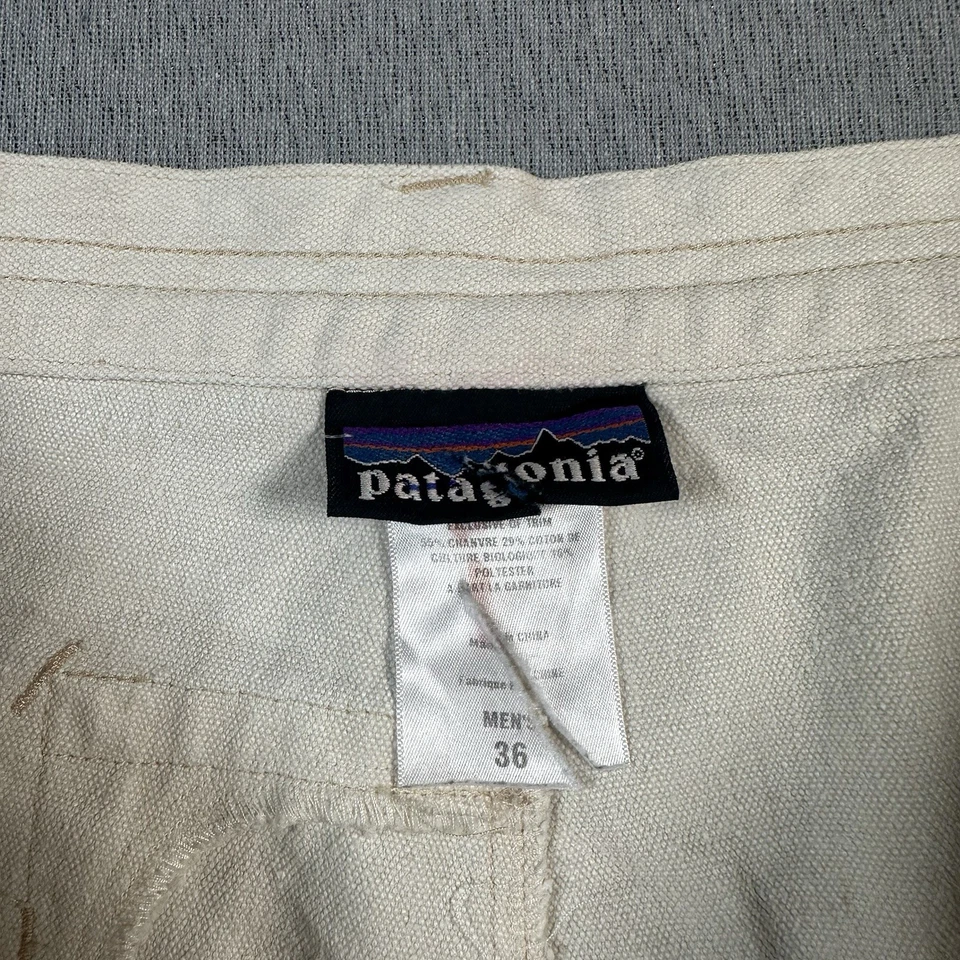 patagonia®
EXCLUSIVE OF TRIM
55% CHANVRE 29% COTON DE
CULTURE BIOLOGIQUE 16%
POLYESTER
A PART LA GARNITURE
Made in China
Fabrique
MEN'S
36